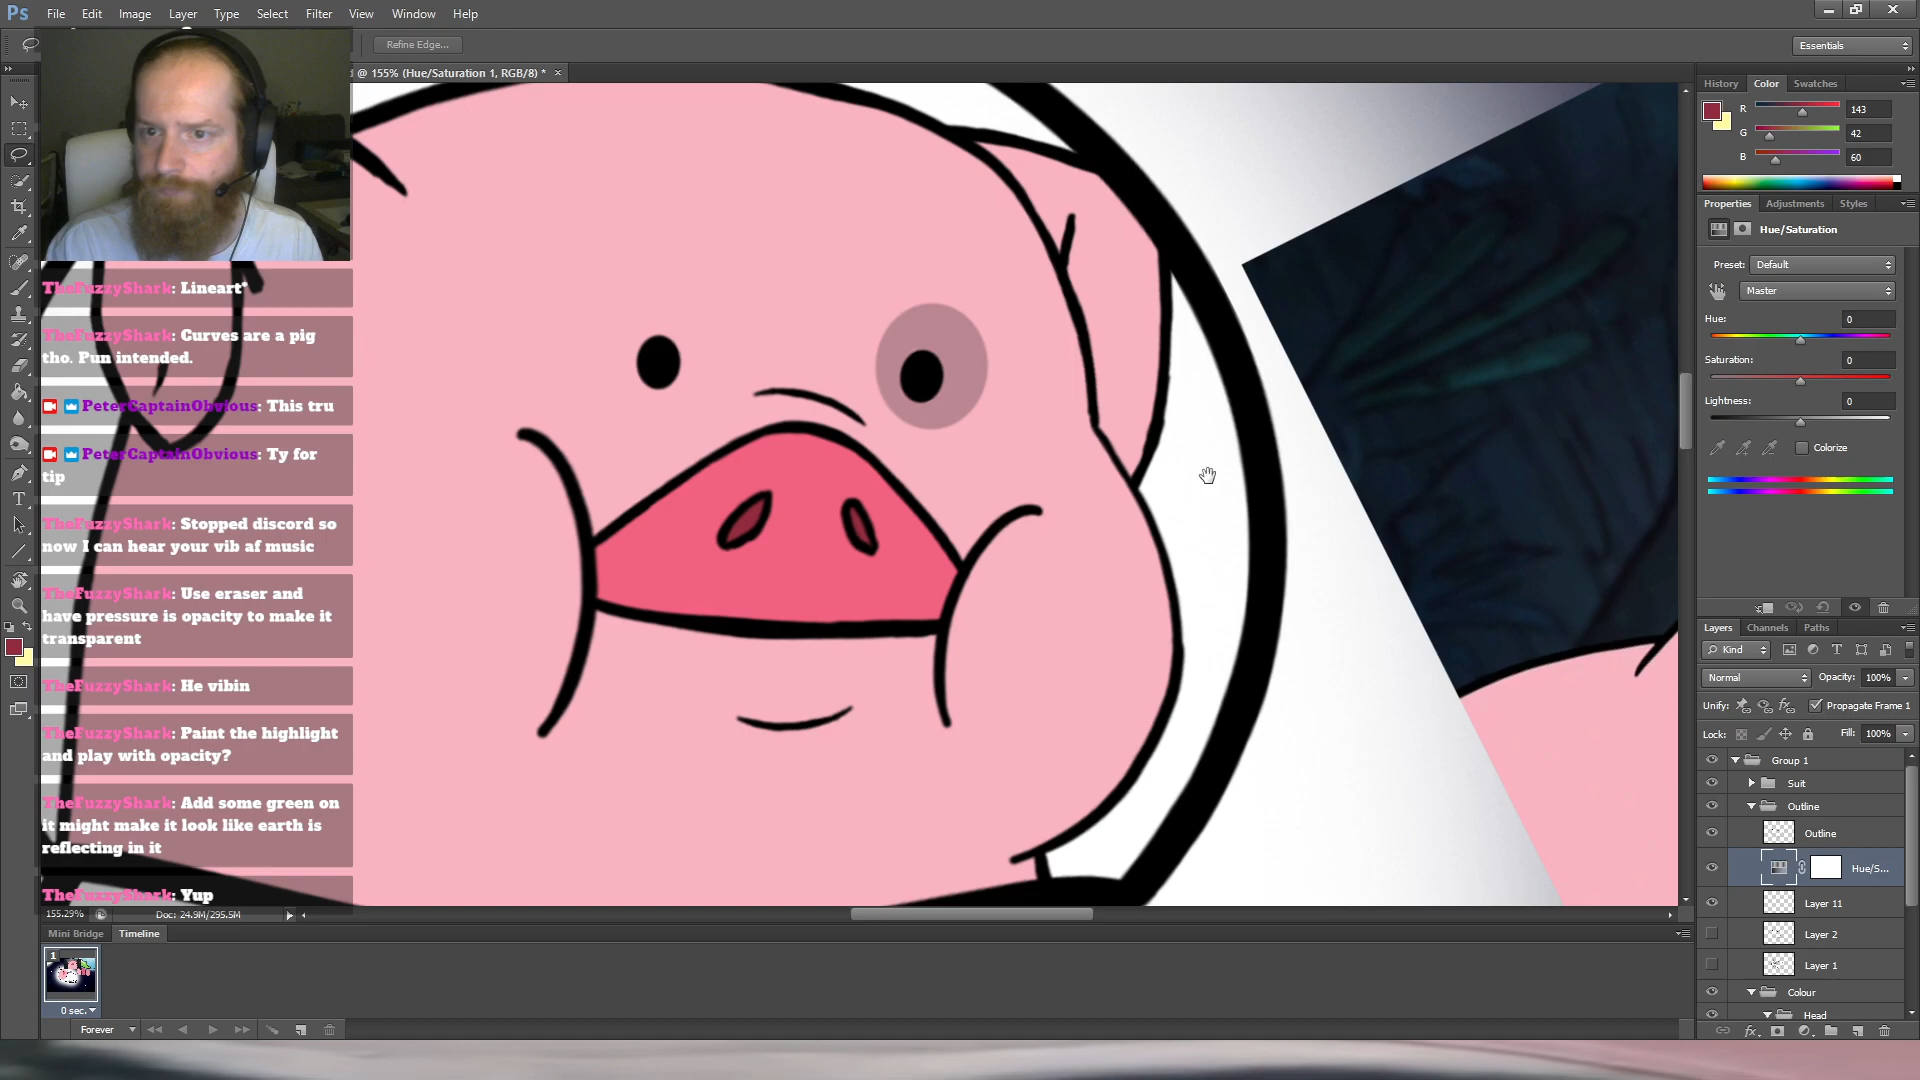 Ps File Edit Image Layer Type Select Filter View Window Help
Refine Edge... Essentials
@ 155% (Hue/Saturation 1, RGB/8) * ×
History Color Swatches
R 143
G 42
B 60
Properties Adjustments Styles
Hue/Saturation
Preset: Default
Master
Hue: 0
Saturation: 0
Lightness: 0
Colorize
Layers Channels Paths
Kind
Normal Opacity: 100%
Unify: Propagate Frame 1
Lock: Fill: 100%
Group 1
Suit
Outline
Outline
Hue/S...
Layer 11
Layer 2
Layer 1
Colour
Head
TheFuzzyShark: Lineart*
TheFuzzyShark: Curves are a pig
tho. Pun intended.
PeterCaptainObvious: This tru
PeterCaptainObvious: Ty for
tip
TheFuzzyShark: Stopped discord so
now I can hear your vib af music
TheFuzzyShark: Use eraser and
have pressure is opacity to make it
transparent
TheFuzzyShark: He vibin
TheFuzzyShark: Paint the highlight
and play with opacity?
TheFuzzyShark: Add some green on
it might make it look like earth is
reflecting in it
TheFuzzyShark: Yup
155.29% Doc: 24.9M/295.5M
Mini Bridge Timeline
1
0 sec.
Forever